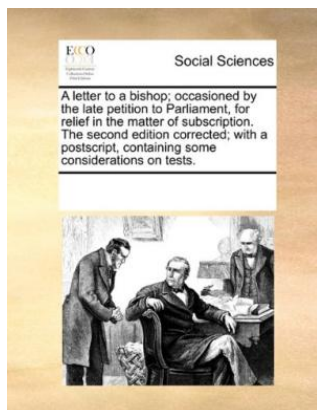 ECCO
Social Sciences
A letter to a bishop; occasioned by
the late petition to Parliament, for
relief in the matter of subscription.
The second edition corrected; with a
postscript, containing some
considerations on tests.